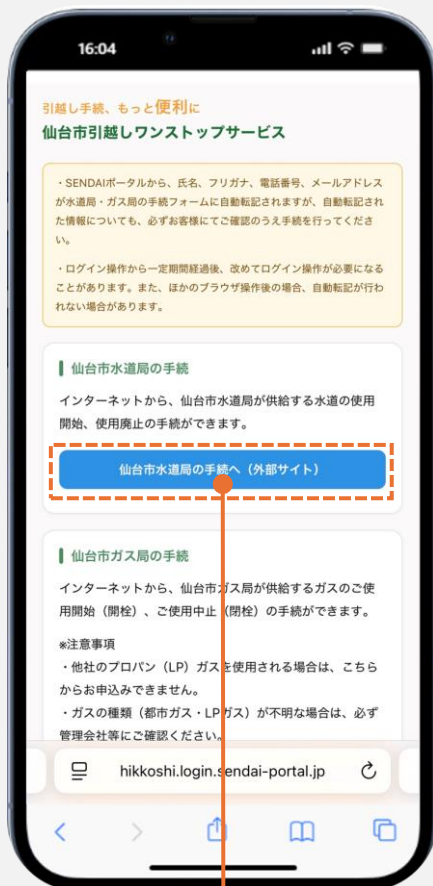 16:04
引越し手続、もっと便利に
仙台市引越しワンストップサービス
・SENDAIポータルから、氏名、フリガナ、電話番号、メールアドレス
が水道局・ガス局の手続フォームに自動転記されますが、自動転記され
た情報についても、必ずお客様にてご確認のうえ手続を行ってくださ
い。
・ログイン操作から一定期間経過後、改めてログイン操作が必要になる
ことがあります。また、ほかのブラウザ操作後の場合、自動転記が行わ
れない場合があります。
仙台市水道局の手続
インターネットから、仙台市水道局が供給する水道の使用
開始、使用廃止の手続ができます。
仙台市水道局の手続へ（外部サイト）
仙台市ガス局の手続
インターネットから、仙台市ガス局が供給するガスのご使
用開始（開栓）、ご使用中止（閉栓）の手続ができます。
※注意事項
・他社のプロパン（LP）ガスを使用される場合は、こちら
からお申込みできません。
・ガスの種類（都市ガス・LPガス）が不明な場合は、必ず
管理会社等にご確認ください。
hikkoshi.login.sendai-portal.jp